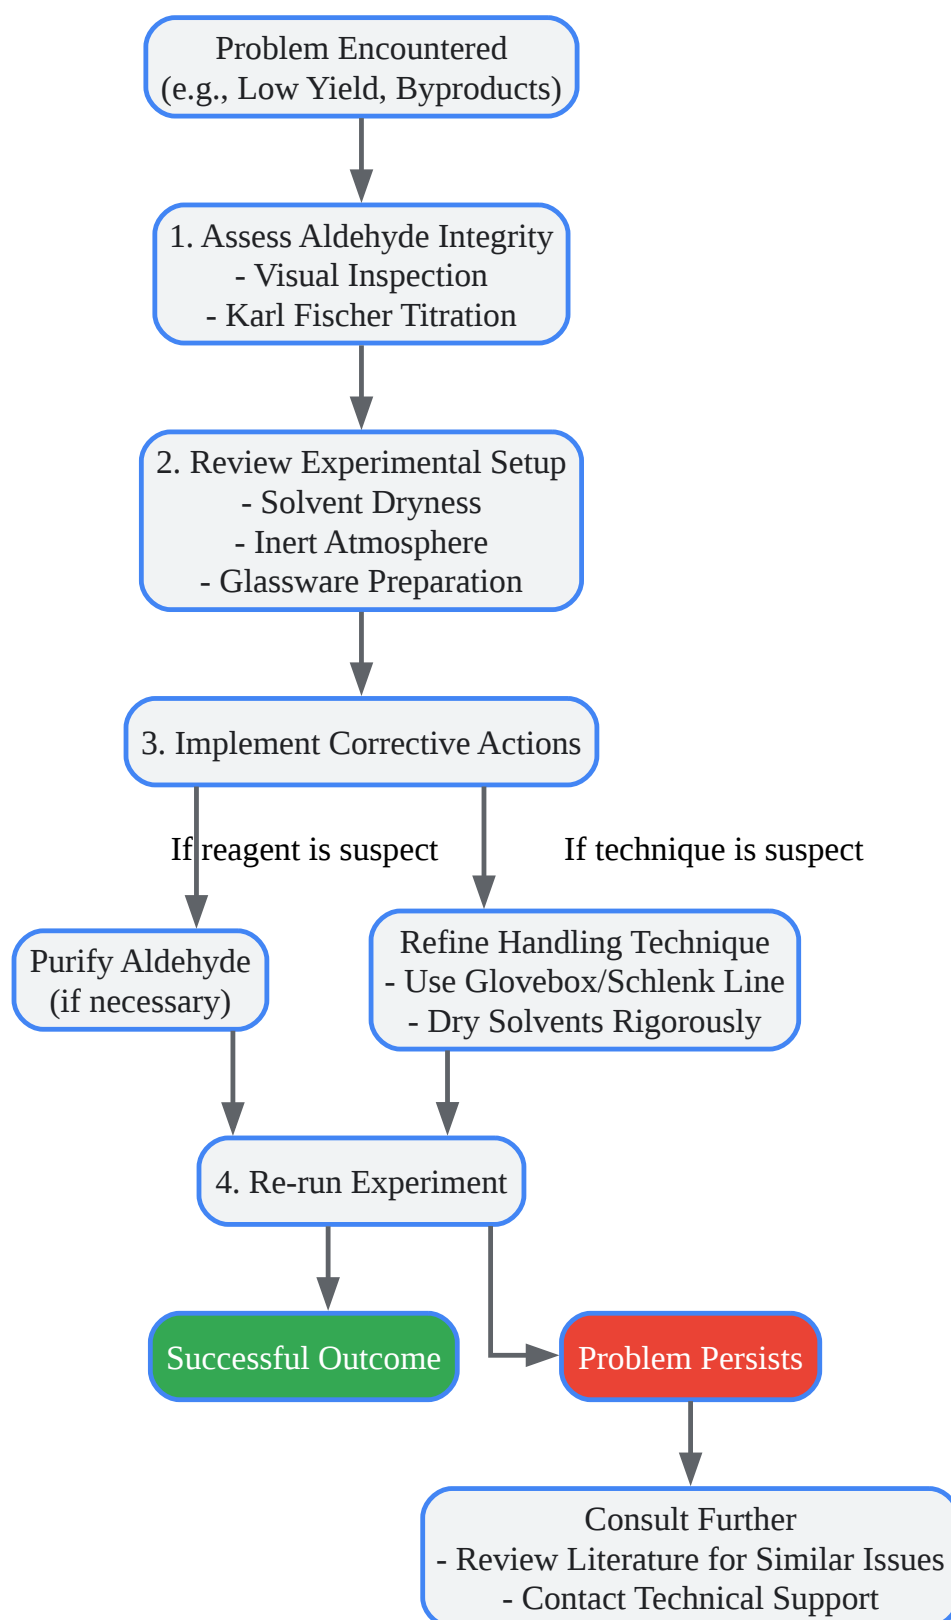 Problem Encountered
(e.g., Low Yield, Byproducts)
1. Assess Aldehyde Integrity
- Visual Inspection
- Karl Fischer Titration
2. Review Experimental Setup
- Solvent Dryness
- Inert Atmosphere
- Glassware Preparation
3. Implement Corrective Actions
If reagent is suspect
If technique is suspect
Purify Aldehyde
(if necessary)
Refine Handling Technique
- Use Glovebox/Schlenk Line
- Dry Solvents Rigorously
4. Re-run Experiment
Successful Outcome
Problem Persists
Consult Further
- Review Literature for Similar Issues
- Contact Technical Support